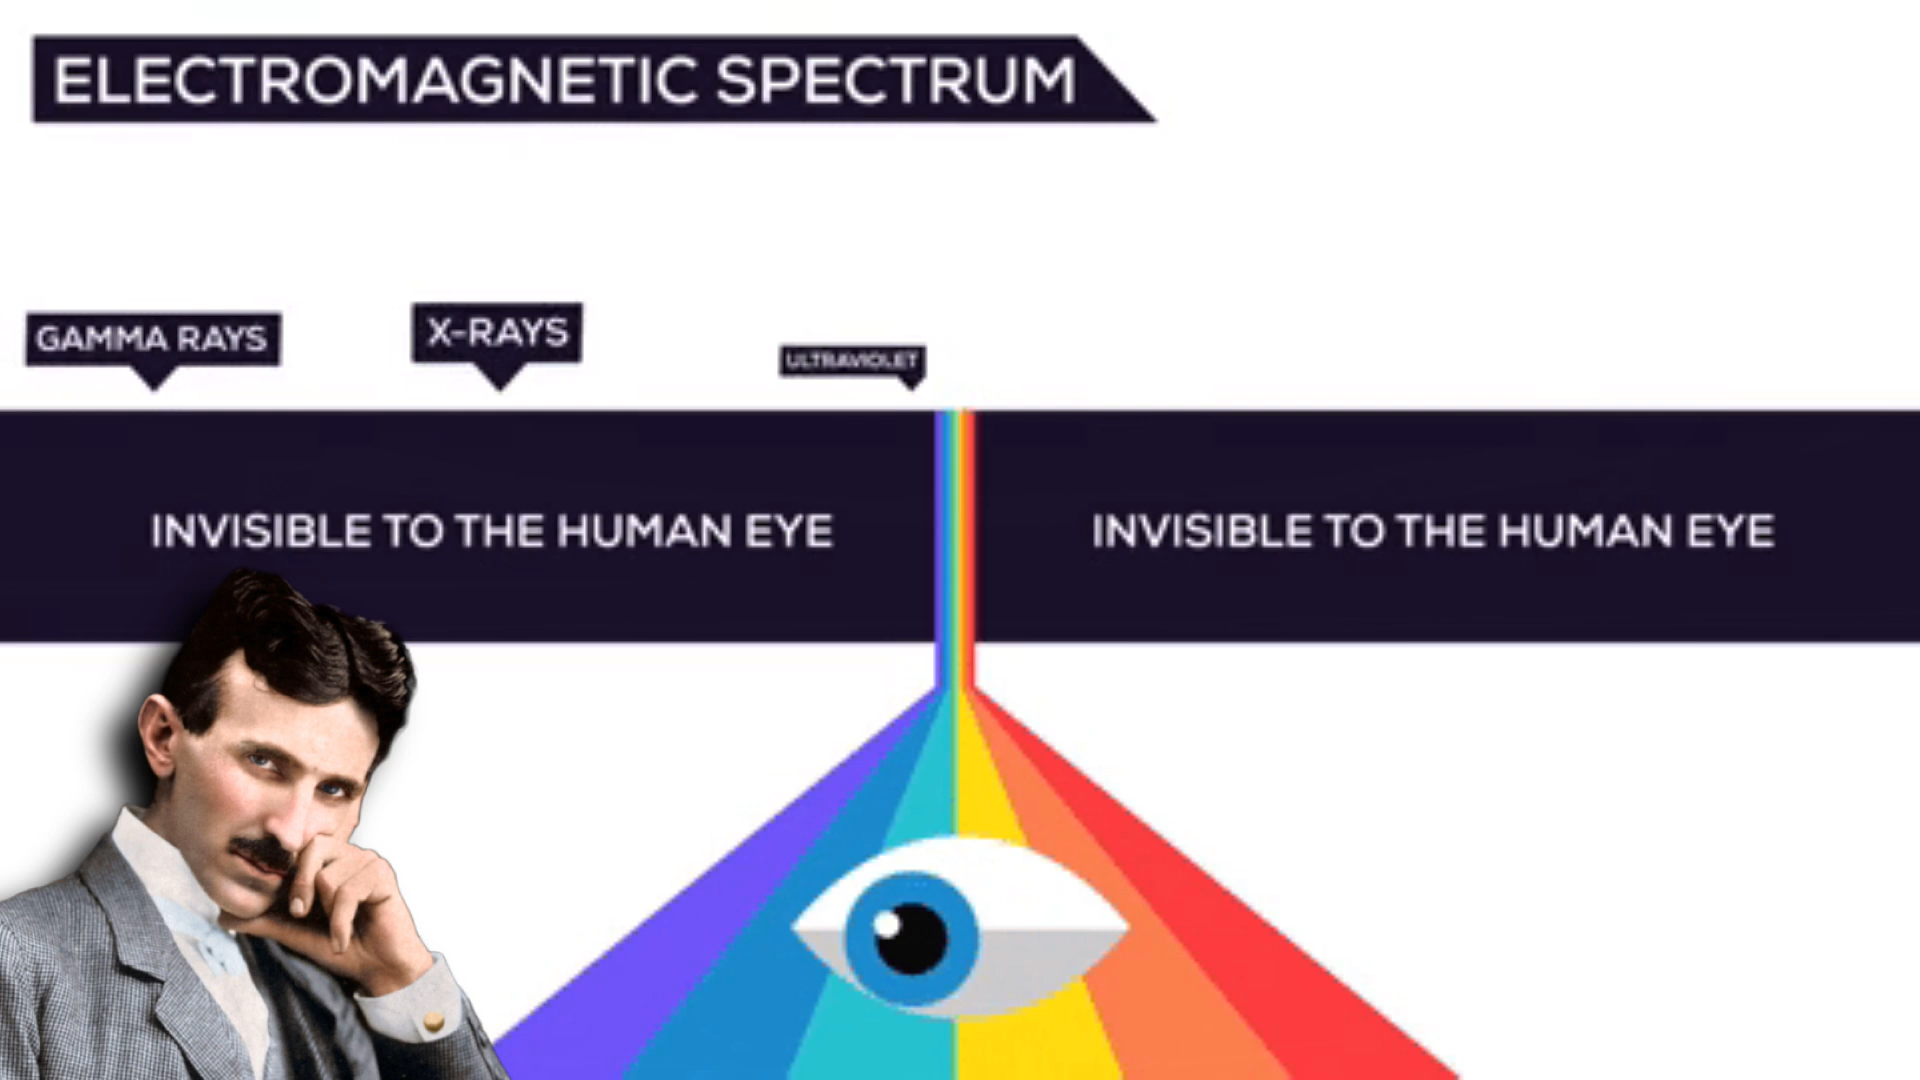 ELECTROMAGNETIC SPECTRUM
GAMMA RAYS
X-RAYS
ULTRAVIOLET
INVISIBLE TO THE HUMAN EYE
INVISIBLE TO THE HUMAN EYE